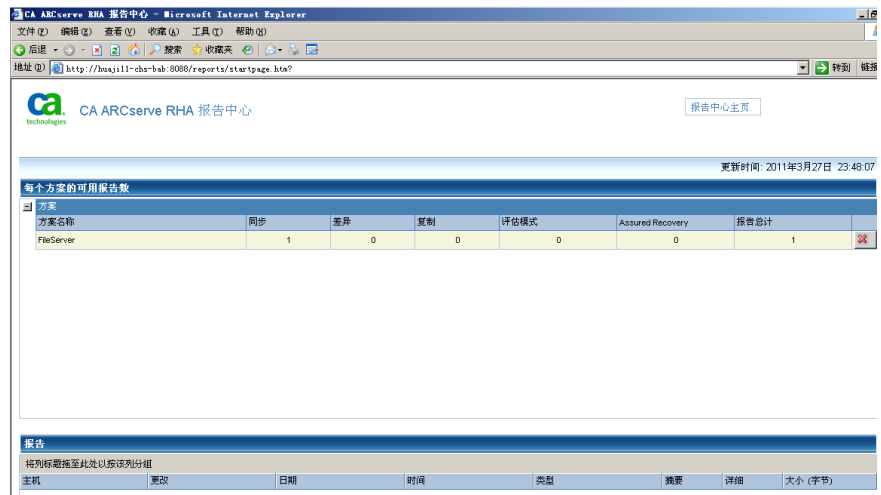 CA ARCserve RHA 报告中心 - Microsoft Internet Explorer
文件(F) 编辑(E) 查看(V) 收藏(A) 工具(T) 帮助(H)
后退 搜索 收藏夹
地址(D) http://huaji11-chs-bab:8088/reports/startpage.htm? 转到 链接
ca.
technologies
CA ARCserve RHA 报告中心
报告中心主页
更新时间: 2011年3月27日 23:48:07
每个方案的可用报告数
方案
方案名称 同步 差异 复制 评估模式 Assured Recovery 报告总计
FileServer 1 0 0 0 0 1
报告
将列标题拖至此处以按该列分组
主机 更改 日期 时间 类型 摘要 详细 大小 (字节)